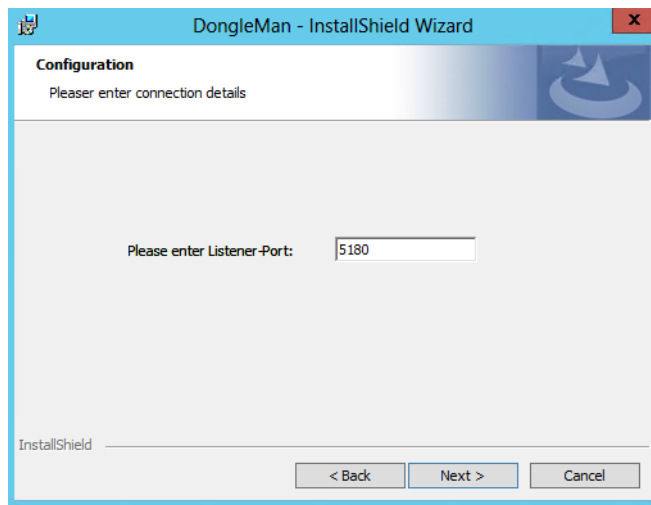 DongleMan - InstallShield Wizard
x
Configuration
Pleaser enter connection details
Please enter Listener-Port:
5180
InstallShield
< Back
Next >
Cancel